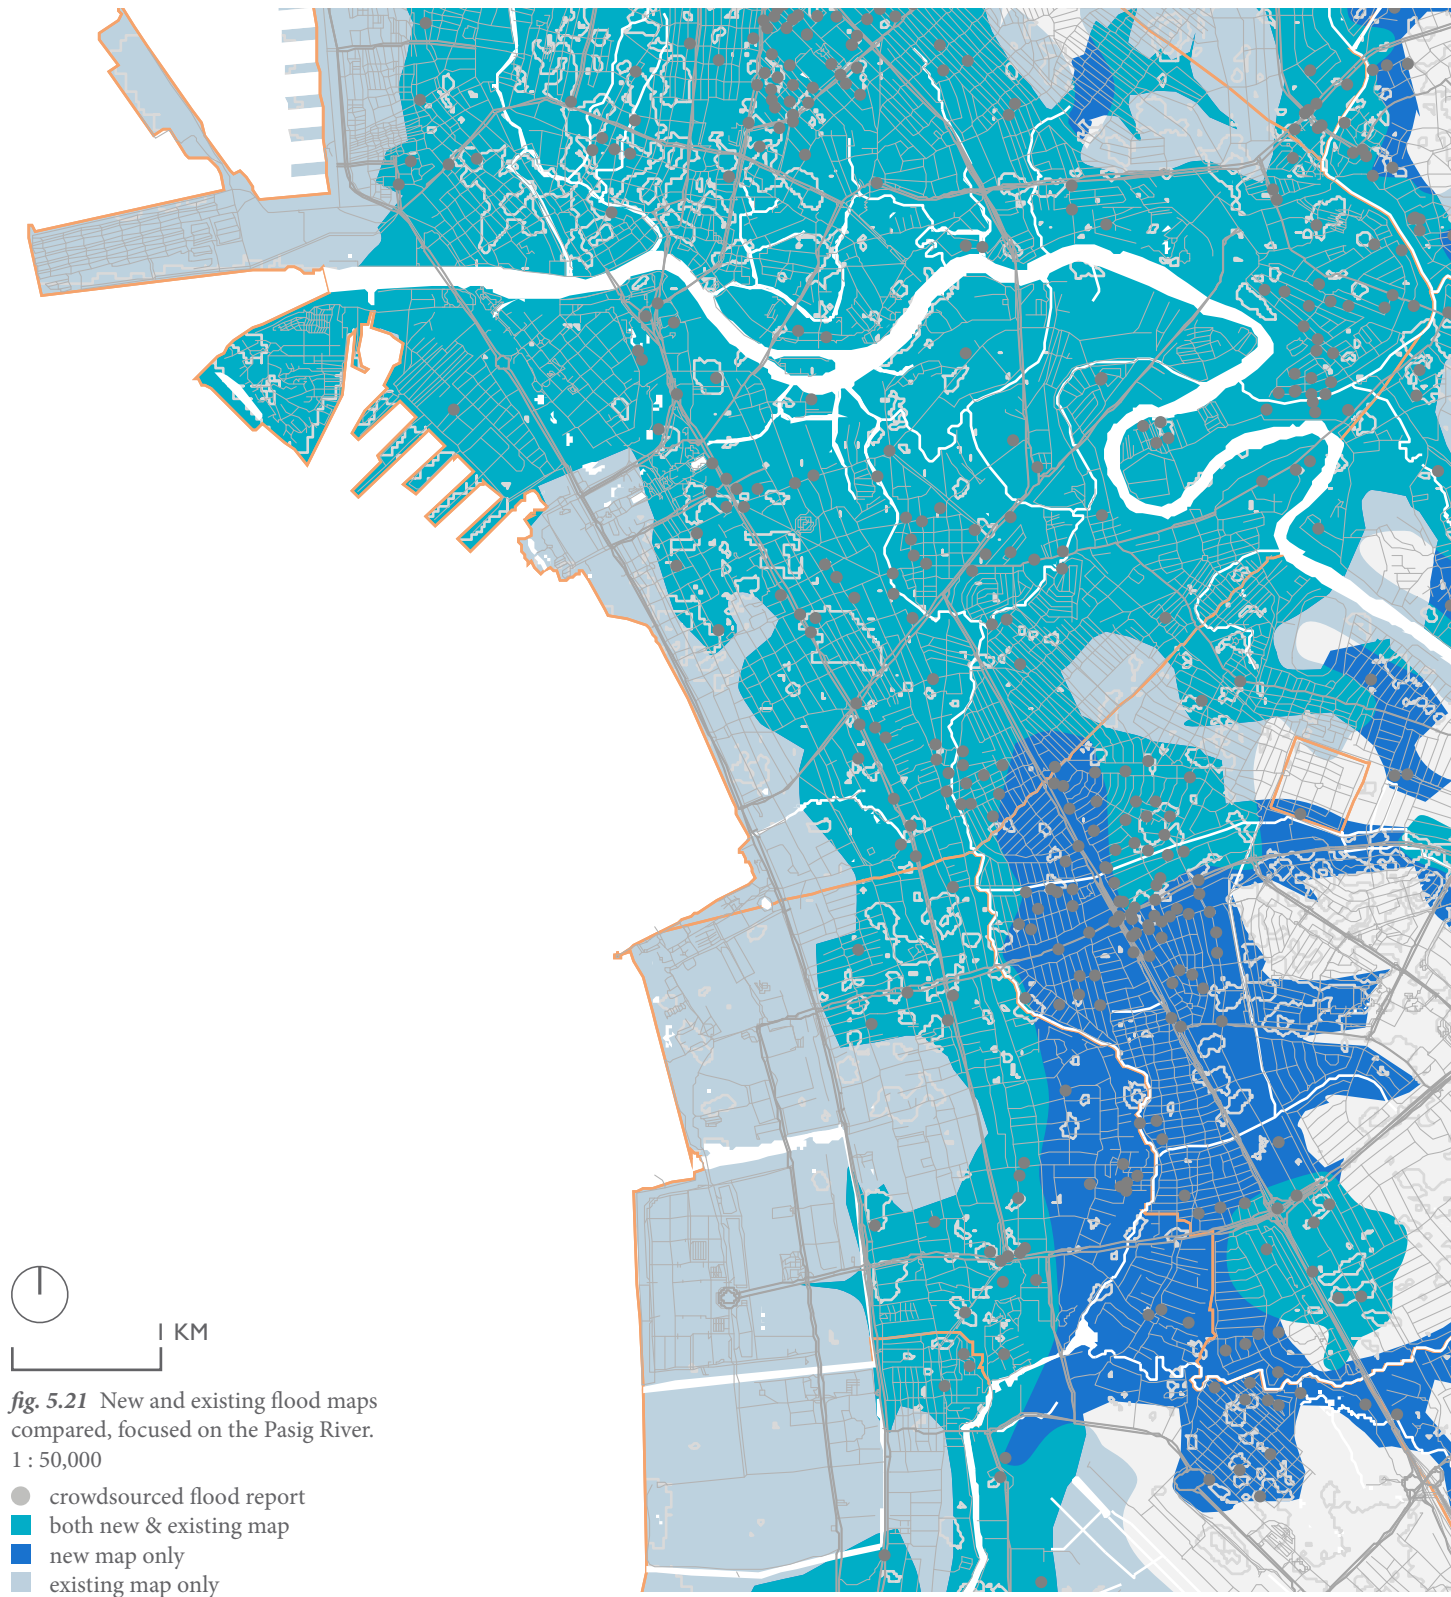 KM
fig. 5.21 New and existing flood maps
compared, focused on the Pasig River.
1 : 50,000
crowdsourced flood report
both new & existing map
new map only
existing map only